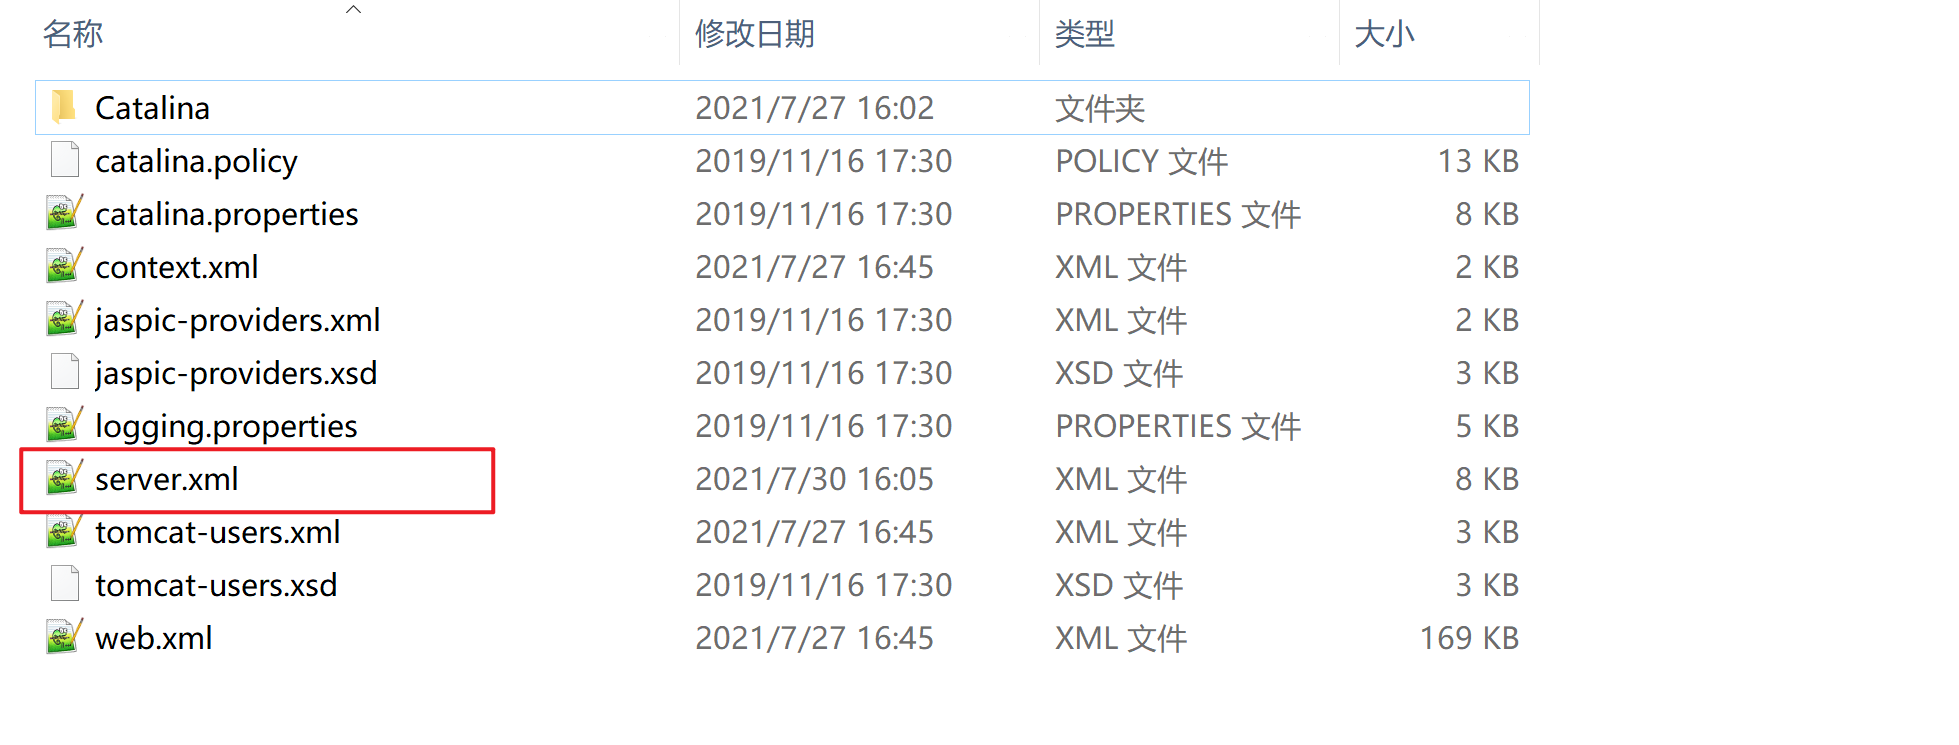 名称 修改日期 类型 大小
Catalina 2021/7/27 16:02 文件夹
catalina.policy 2019/11/16 17:30 POLICY 文件 13 KB
catalina.properties 2019/11/16 17:30 PROPERTIES 文件 8 KB
context.xml 2021/7/27 16:45 XML 文件 2 KB
jaspic-providers.xml 2019/11/16 17:30 XML 文件 2 KB
jaspic-providers.xsd 2019/11/16 17:30 XSD 文件 3 KB
logging.properties 2019/11/16 17:30 PROPERTIES 文件 5 KB
server.xml 2021/7/30 16:05 XML 文件 8 KB
tomcat-users.xml 2021/7/27 16:45 XML 文件 3 KB
tomcat-users.xsd 2019/11/16 17:30 XSD 文件 3 KB
web.xml 2021/7/27 16:45 XML 文件 169 KB